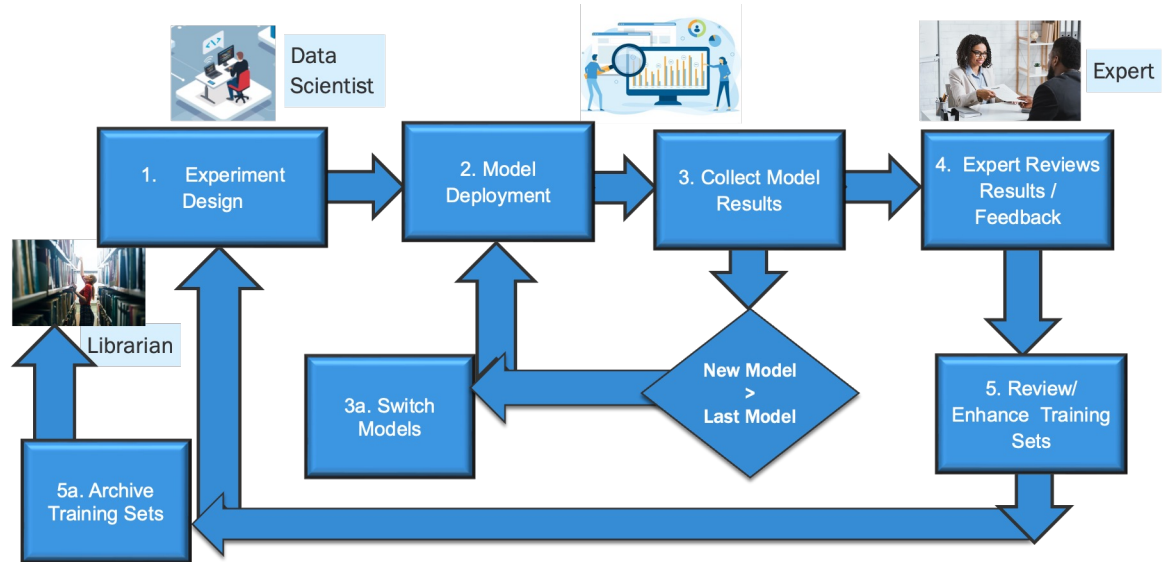 Data
Scientist
Expert
1. Experiment
Design
2. Model
Deployment
3. Collect Model
Results
4. Expert Reviews
Results /
Feedback
Librarian
3a. Switch
Models
New Model
>
Last Model
5. Review/
Enhance Training
Sets
5a. Archive
Training Sets